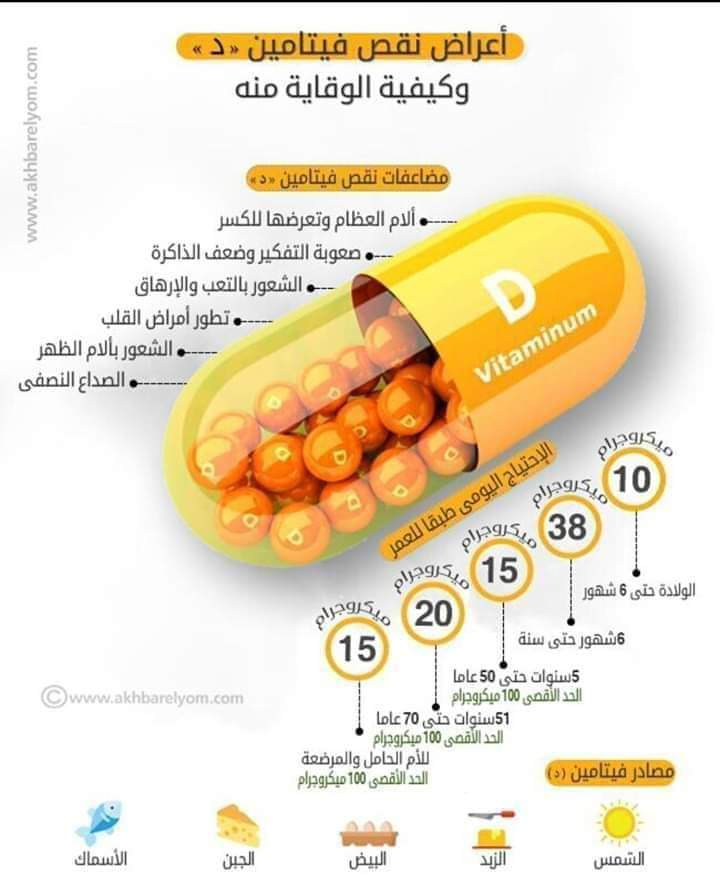 أعراض نقص فيتامين «د»
وكيفية الوقاية منه
www.akhbarelyom.com
مضاعفات نقص فيتامين «د»
ألام العظام وتعرضها للكسر
صعوبة التفكير وضعف الذاكرة
الشعور بالتعب والإرهاق
تطور أمراض القلب
الشعور بألام الظهر
الصداع النصفى
D
Vitaminum
الإحتياج اليومى طبقا للعمر
ميكروجرام
10
الولادة حتى 6 شهور
ميكروجرام
38
6شهور حتى سنة
ميكروجرام
15
5سنوات حتى 50 عاما
الحد الأقصى 100 ميكروجرام
ميكروجرام
20
51سنوات حتى 70 عاما
الحد الأقصى 100 ميكروجرام
ميكروجرام
15
للأم الحامل والمرضعة
الحد الأقصى 100 ميكروجرام
©www.akhbarelyom.com
مصادر فيتامين (د)
الشمس
الزبد
البيض
الجبن
الأسماك